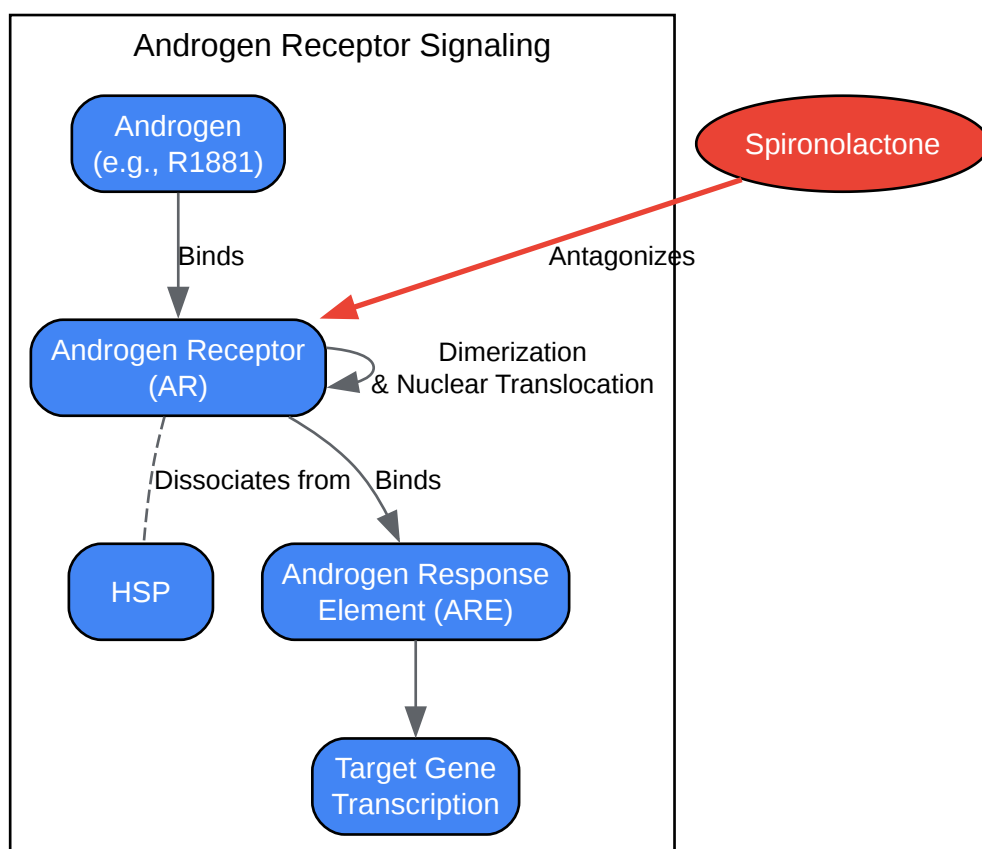 Androgen Receptor Signaling
Androgen
(e.g., R1881)
Spironolactone
Binds
Antagonizes
Androgen Receptor
(AR)
Dimerization
& Nuclear Translocation
Dissociates from
Binds
HSP
Androgen Response
Element (ARE)
Target Gene
Transcription